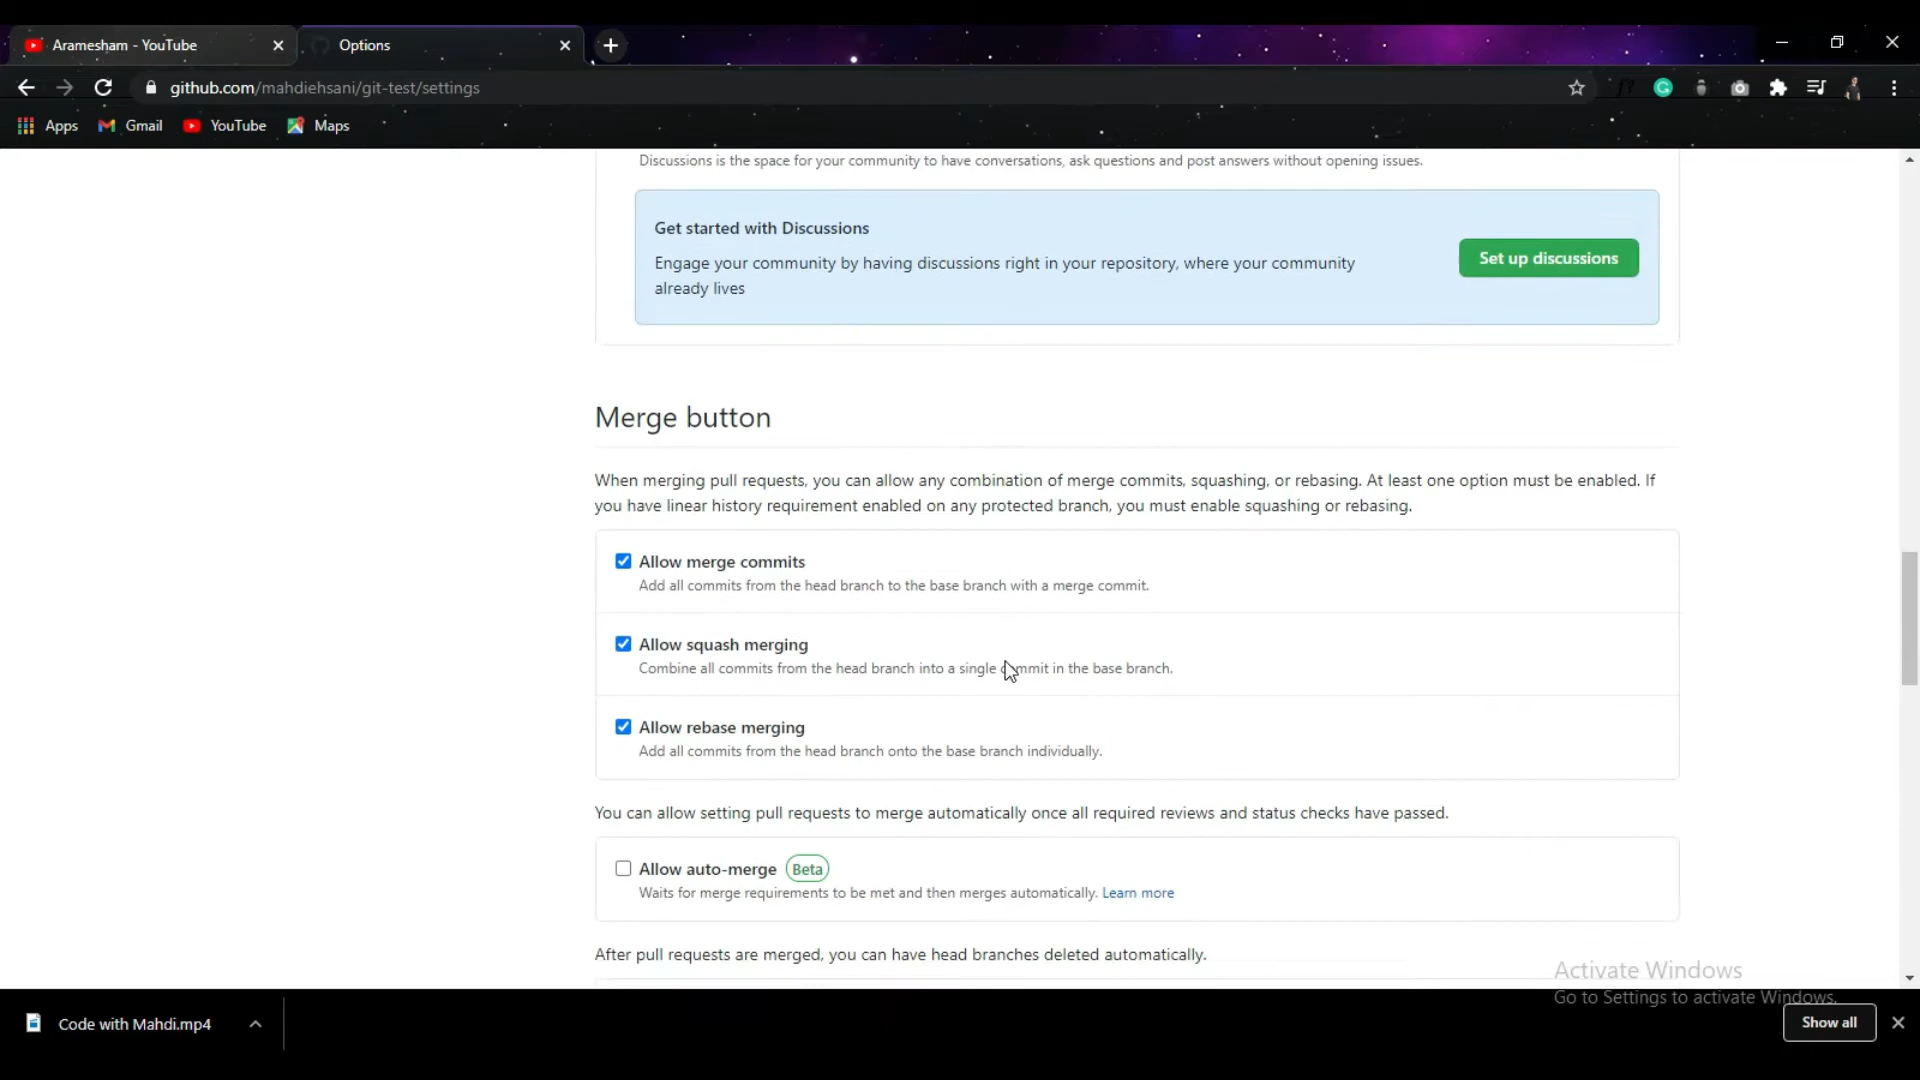 Aramesham - YouTube
Options
github.com/mahdiehsani/git-test/settings
Apps
Gmail
YouTube
Maps
Discussions is the space for your community to have conversations, ask questions and post answers without opening issues.
Get started with Discussions
Engage your community by having discussions right in your repository, where your community
already lives
Set up discussions
Merge button
When merging pull requests, you can allow any combination of merge commits, squashing, or rebasing. At least one option must be enabled. If
you have linear history requirement enabled on any protected branch, you must enable squashing or rebasing.
Allow merge commits
Add all commits from the head branch to the base branch with a merge commit.
Allow squash merging
Combine all commits from the head branch into a single commit in the base branch.
Allow rebase merging
Add all commits from the head branch onto the base branch individually.
You can allow setting pull requests to merge automatically once all required reviews and status checks have passed.
Allow auto-merge Beta
Waits for merge requirements to be met and then merges automatically. Learn more
After pull requests are merged, you can have head branches deleted automatically.
Activate Windows
Go to Settings to activate Windows.
Code with Mahdi.mp4
Show all